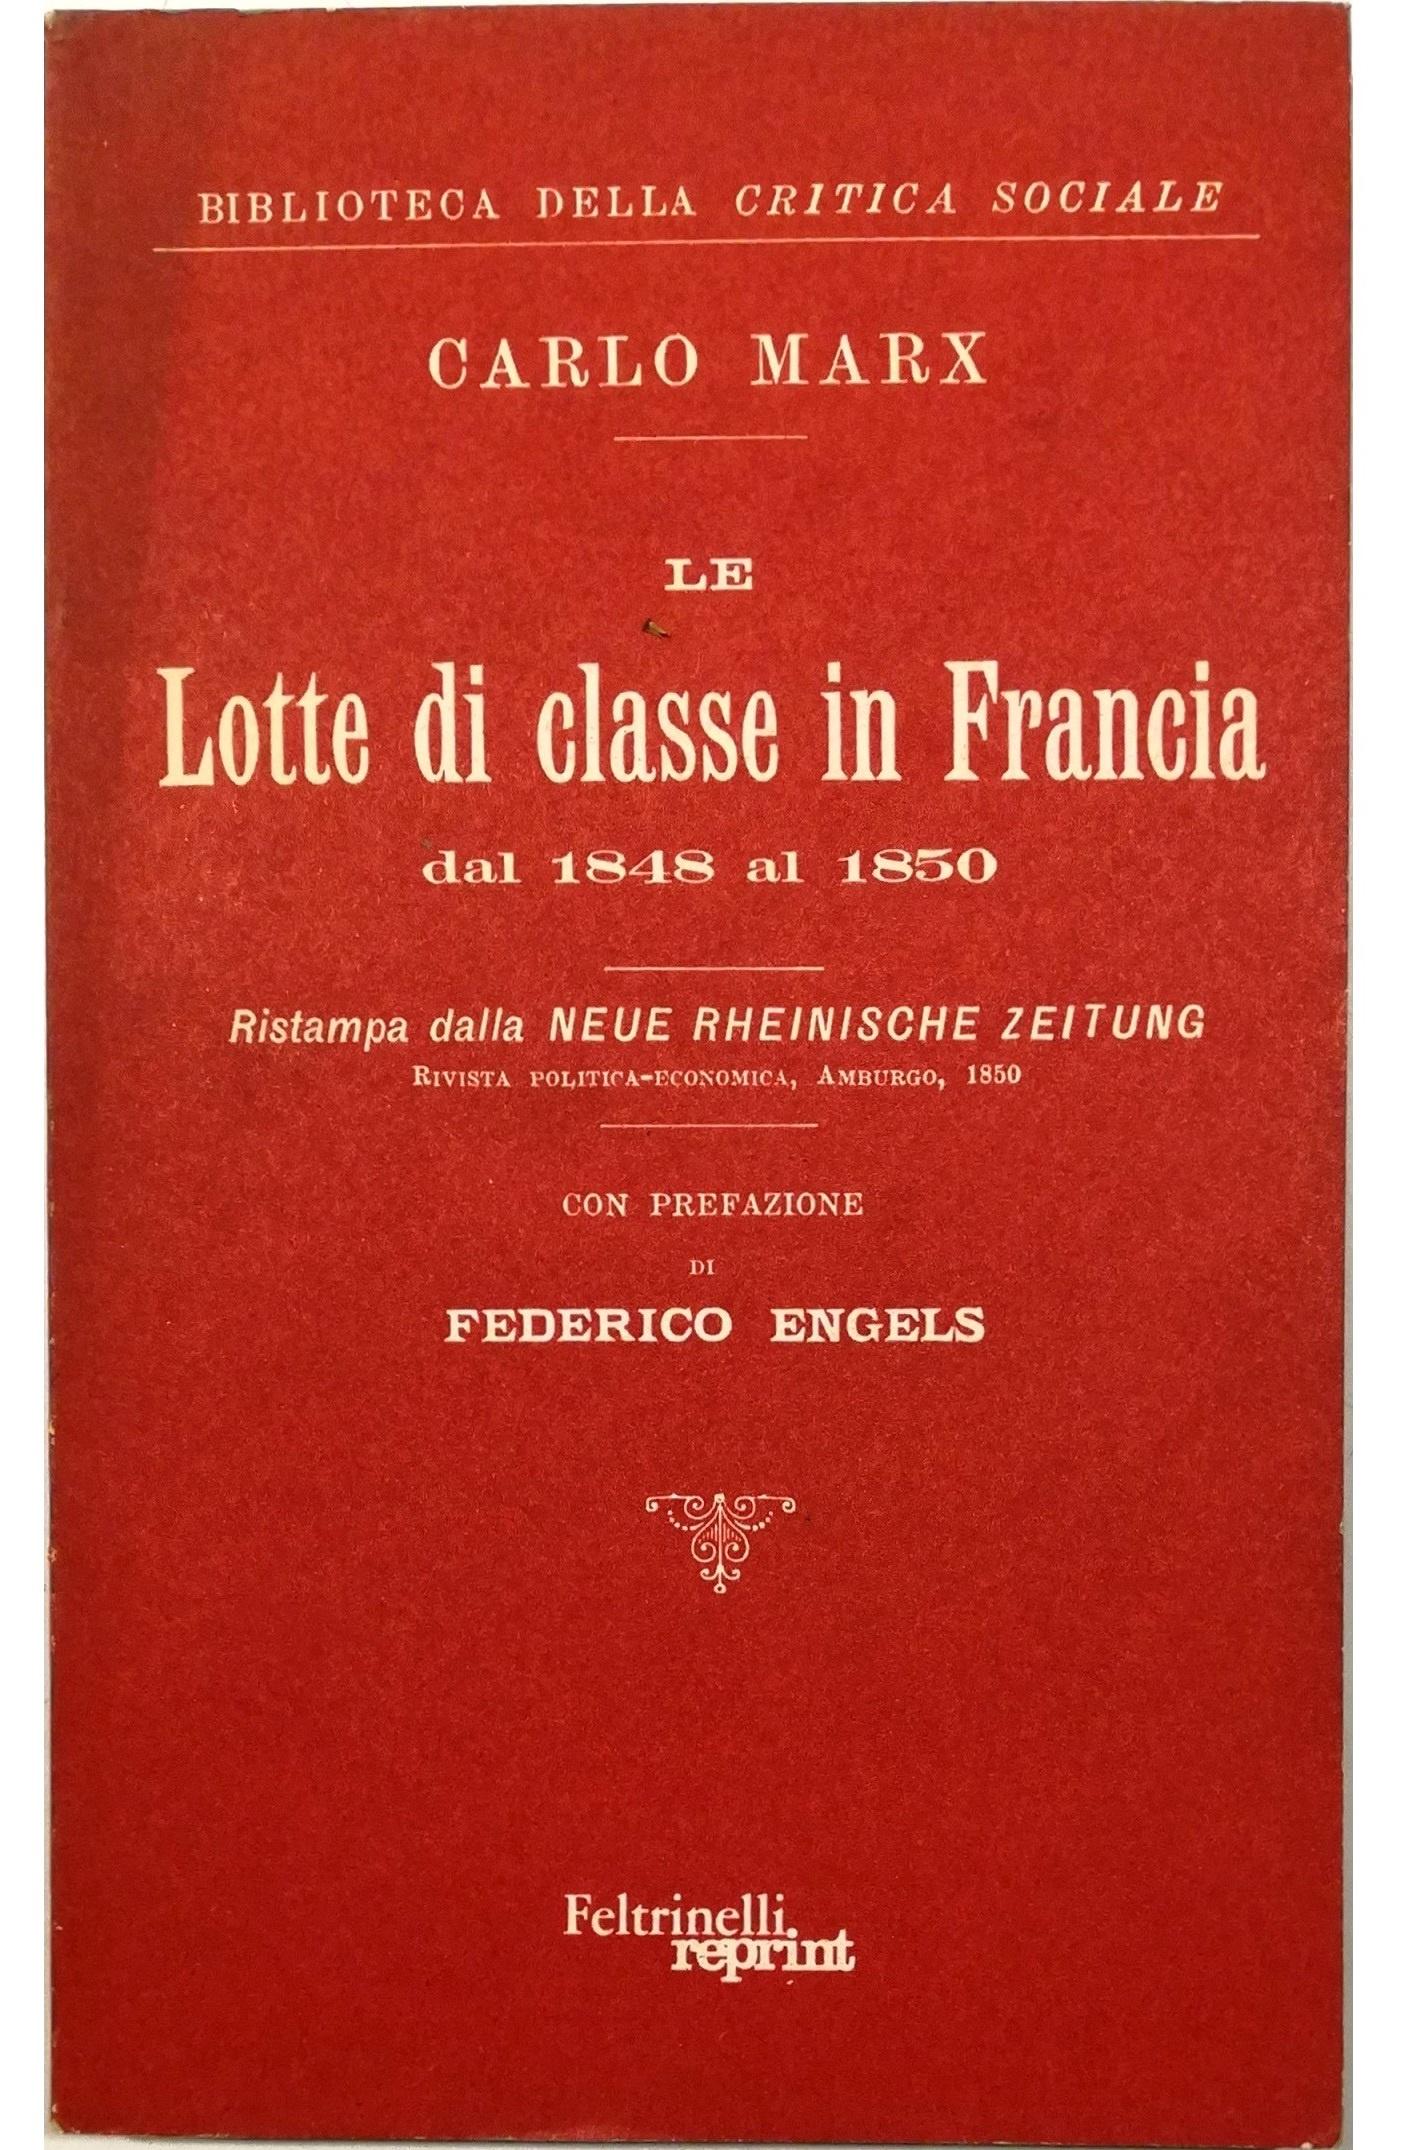 BIBLIOTECA DELLA CRITICA SOCIALE
CARLO MARX
LE
Lotte di classe in Francia
dal 1848 al 1850
Ristampa dalla NEUE RHEINISCHE ZEITUNG
RIVISTA POLITICA-ECONOMICA, AMBURGO, 1850
CON PREFAZIONE
DI
FEDERICO ENGELS
Feltrinelli
reprint